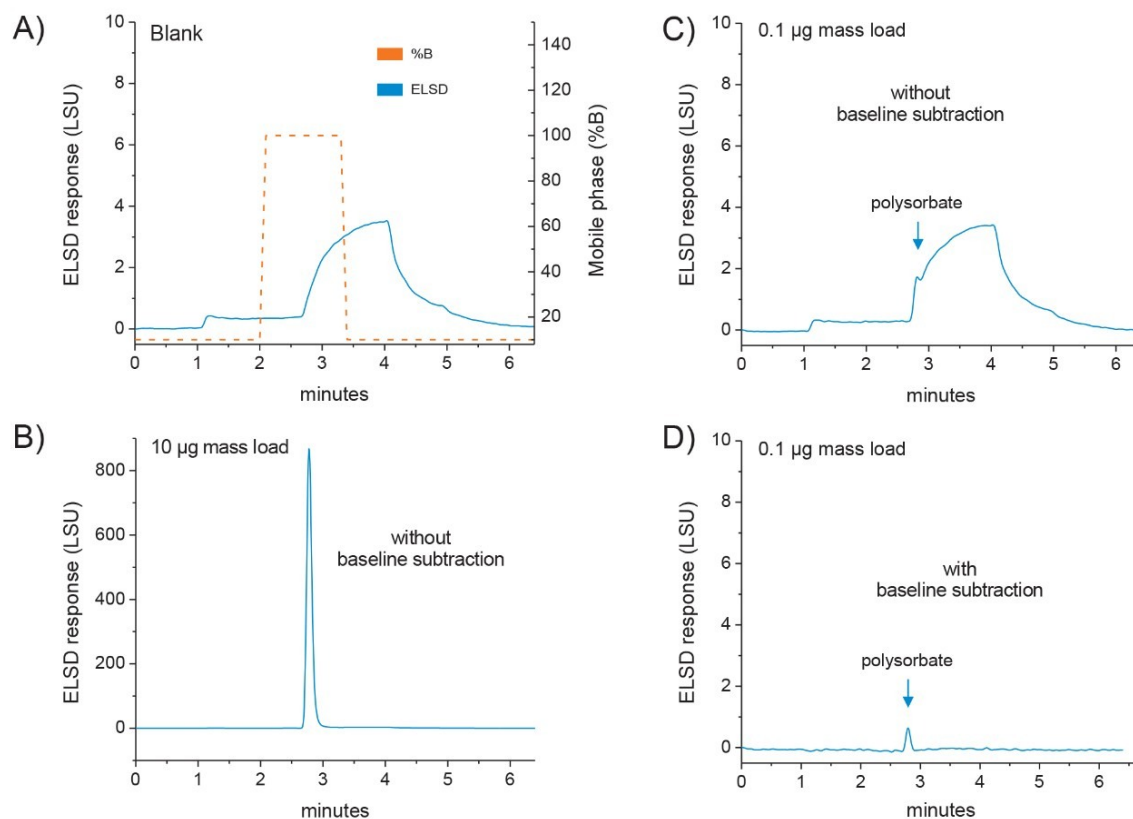 A)
Blank
%B
ELSD
ELSD response (LSU)
10
8
6
4
2
0
Mobile phase (%B)
140
120
100
80
60
40
20
0 1 2 3 4 5 6
minutes
B)
10 µg mass load
without
baseline subtraction
ELSD response (LSU)
800
600
400
200
0
0 1 2 3 4 5 6
minutes
C)
0.1 µg mass load
without
baseline subtraction
polysorbate
ELSD response (LSU)
10
8
6
4
2
0
0 1 2 3 4 5 6
minutes
D)
0.1 µg mass load
with
baseline subtraction
polysorbate
ELSD response (LSU)
10
8
6
4
2
0
0 1 2 3 4 5 6
minutes